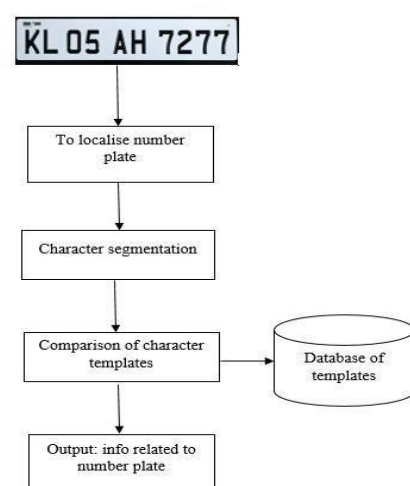 KL 05 AH 7277
To localise number
plate
Character segmentation
Comparison of character
templates
Database of
templates
Output: info related to
number plate